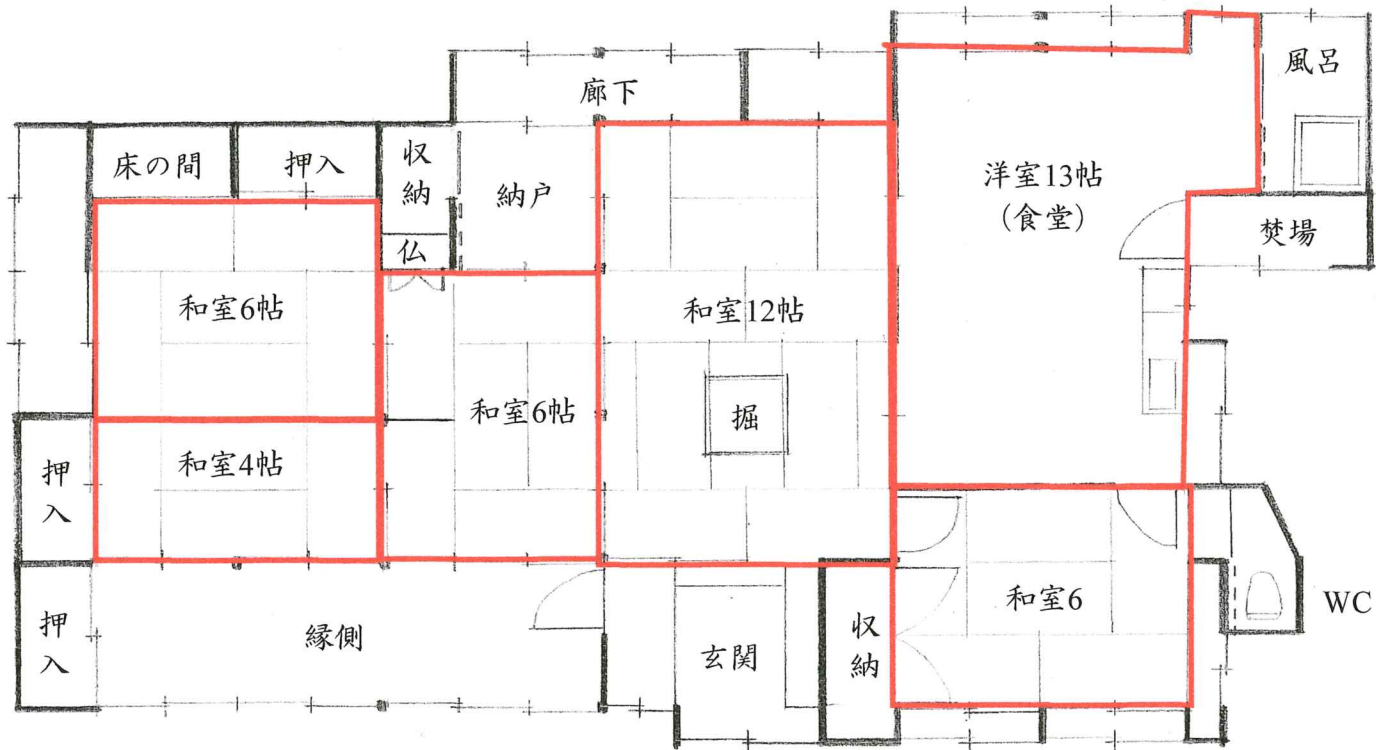 風呂
廊下
床の間
押入
収納
納戸
洋室13帖
（食堂）
焚場
仏
和室6帖
和室12帖
和室6帖
掘
和室4帖
押入
和室6
WC
押入
縁側
玄関
収納